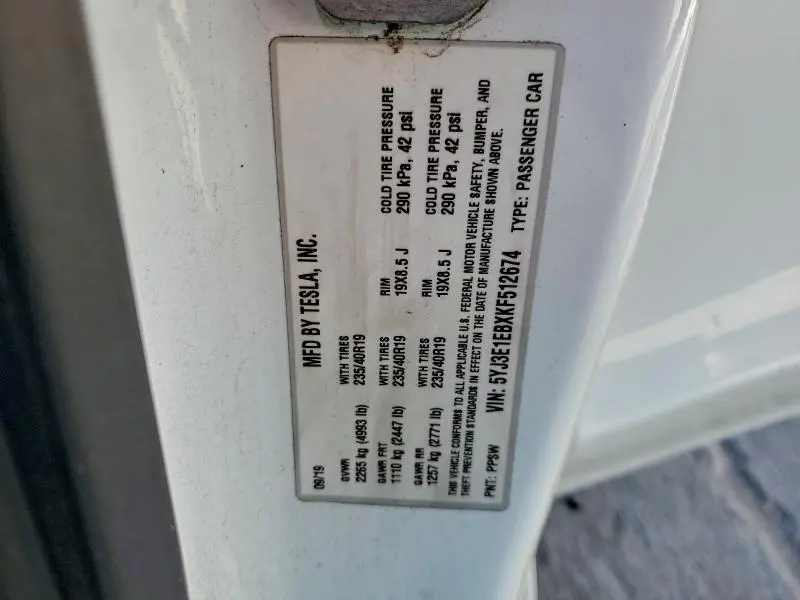 MFD BY TESLA, INC.
09/19
GVWR WITH TIRES
2265 kg (4993 lb) 235/40R19
GAWR FRT WITH TIRES RIM COLD TIRE PRESSURE
1110 kg (2447 lb) 235/40R19 19X8.5 J 290 kPa, 42 psi
GAWR RR WITH TIRES RIM COLD TIRE PRESSURE
1257 kg (2771 lb) 235/40R19 19X8.5 J 290 kPa, 42 psi
THIS VEHICLE CONFORMS TO ALL APPLICABLE U.S. FEDERAL MOTOR VEHICLE SAFETY, BUMPER, AND
THEFT PREVENTION STANDARDS IN EFFECT ON THE DATE OF MANUFACTURE SHOWN ABOVE.
PNT: PPSW VIN: 5YJ3E1EBXKF512674 TYPE: PASSENGER CAR